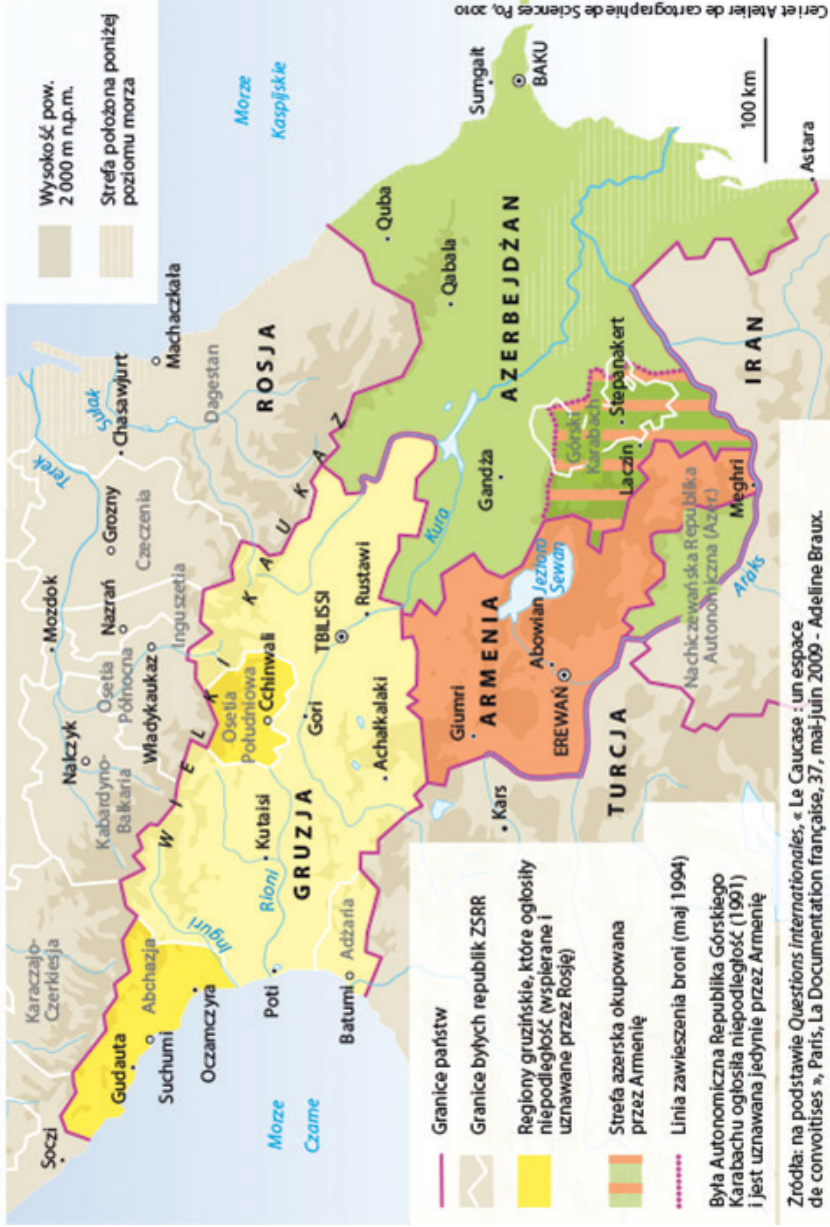 Wysokość pow.
2 000 m n.p.m.
Strefa położona poniżej
poziomu morza
Soczi
Karaczajo-
Czerkiesja
Gudauta
Abchazja
Suchumi
Oczamczyra
Morze
Czarne
Inguri
Poti
Rioni
Kutaisi
Batumi
Adżaria
GRUZJA
WIELKI KAUKAZ
Nalczyk
Kabardyno-
Bałkaria
Mozdok
Osetia
Północna
Władykaukaz
Nazrań
Inguszetia
Grozny
Czeczenia
Terek
Sułak
Chasawjurt
Machaczkała
Dagestan
ROSJA
Morze
Kaspijskie
Osetia
Południowa
Cchinwali
Gori
TBILISSI
Rustawi
Achałkalaki
Kura
Quba
Qabala
Sumgait
BAKU
AZERBEJDŻAN
Gandża
Górski
Karabach
Stepanakert
Laczin
ARMENIA
Giumri
Jezioro
Sewan
Abowian
EREWAŃ
Kars
TURCJA
Nachiczewańska Republika
Autonomiczna (Azer.)
Meghri
Araks
IRAN
Astara
100 km
Granice państw
Granice byłych republik ZSRR
Regiony gruzińskie, które ogłosiły
niepodległość (wspierane i
uznawane przez Rosję)
Strefa azerska okupowana
przez Armenię
Linia zawieszenia broni (maj 1994)
Była Autonomiczna Republika Górskiego
Karabachu ogłosiła niepodległość (1991)
i jest uznawana jedynie przez Armenię
Zródła: na podstawie Questions internationales, « Le Caucase : un espace
de convoitises », Paris, La Documentation française, 37, mai-juin 2009 - Adeline Braux.
Ceri et Atelier de cartographie de Sciences Po, 2010